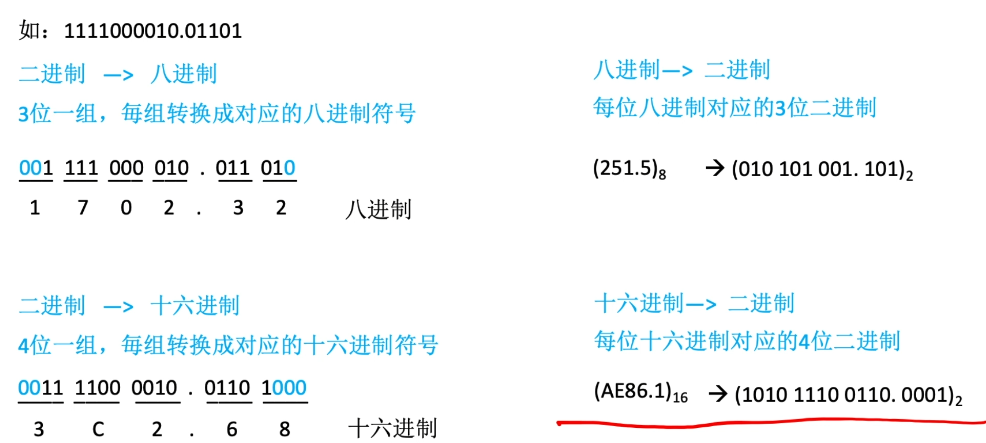 如：1111000010.01101
二进制 —> 八进制
3位一组，每组转换成对应的八进制符号
001 111 000 010 . 011 010
1 7 0 2 . 3 2 八进制
八进制—> 二进制
每位八进制对应的3位二进制
(251.5)₈ → (010 101 001. 101)₂
二进制 —> 十六进制
4位一组，每组转换成对应的十六进制符号
0011 1100 0010 . 0110 1000
3 C 2 . 6 8 十六进制
十六进制—> 二进制
每位十六进制对应的4位二进制
(AE86.1)₁₆ → (1010 1110 0110. 0001)₂